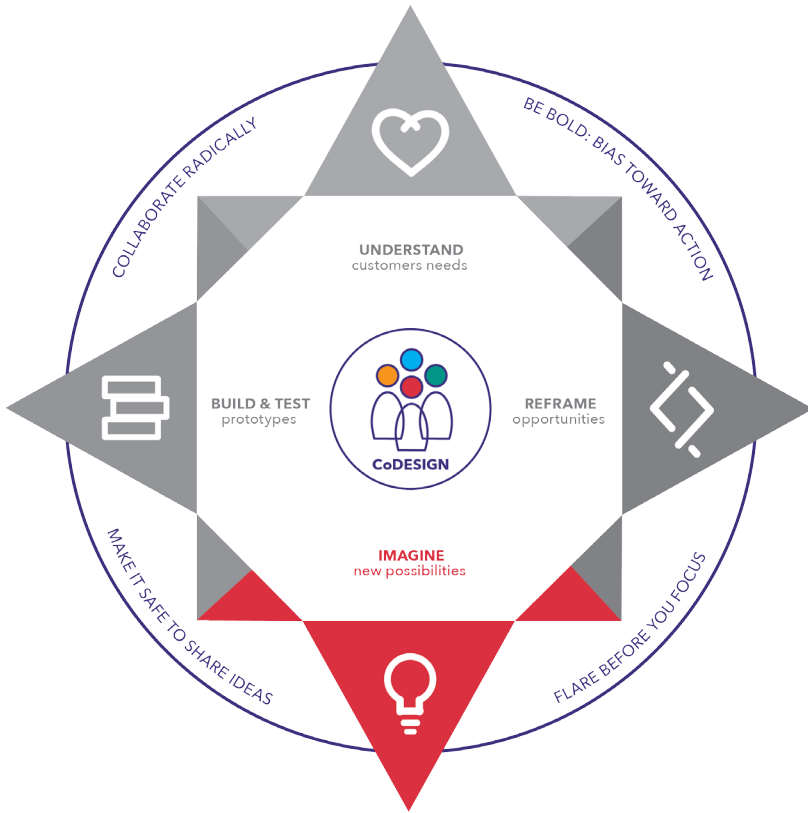 COLLABORATE RADICALLY
BE BOLD: BIAS TOWARD ACTION
UNDERSTAND
customers needs
BUILD & TEST
prototypes
REFRAME
opportunities
CoDESIGN
IMAGINE
new possibilities
MAKE IT SAFE TO SHARE IDEAS
FLARE BEFORE YOU FOCUS